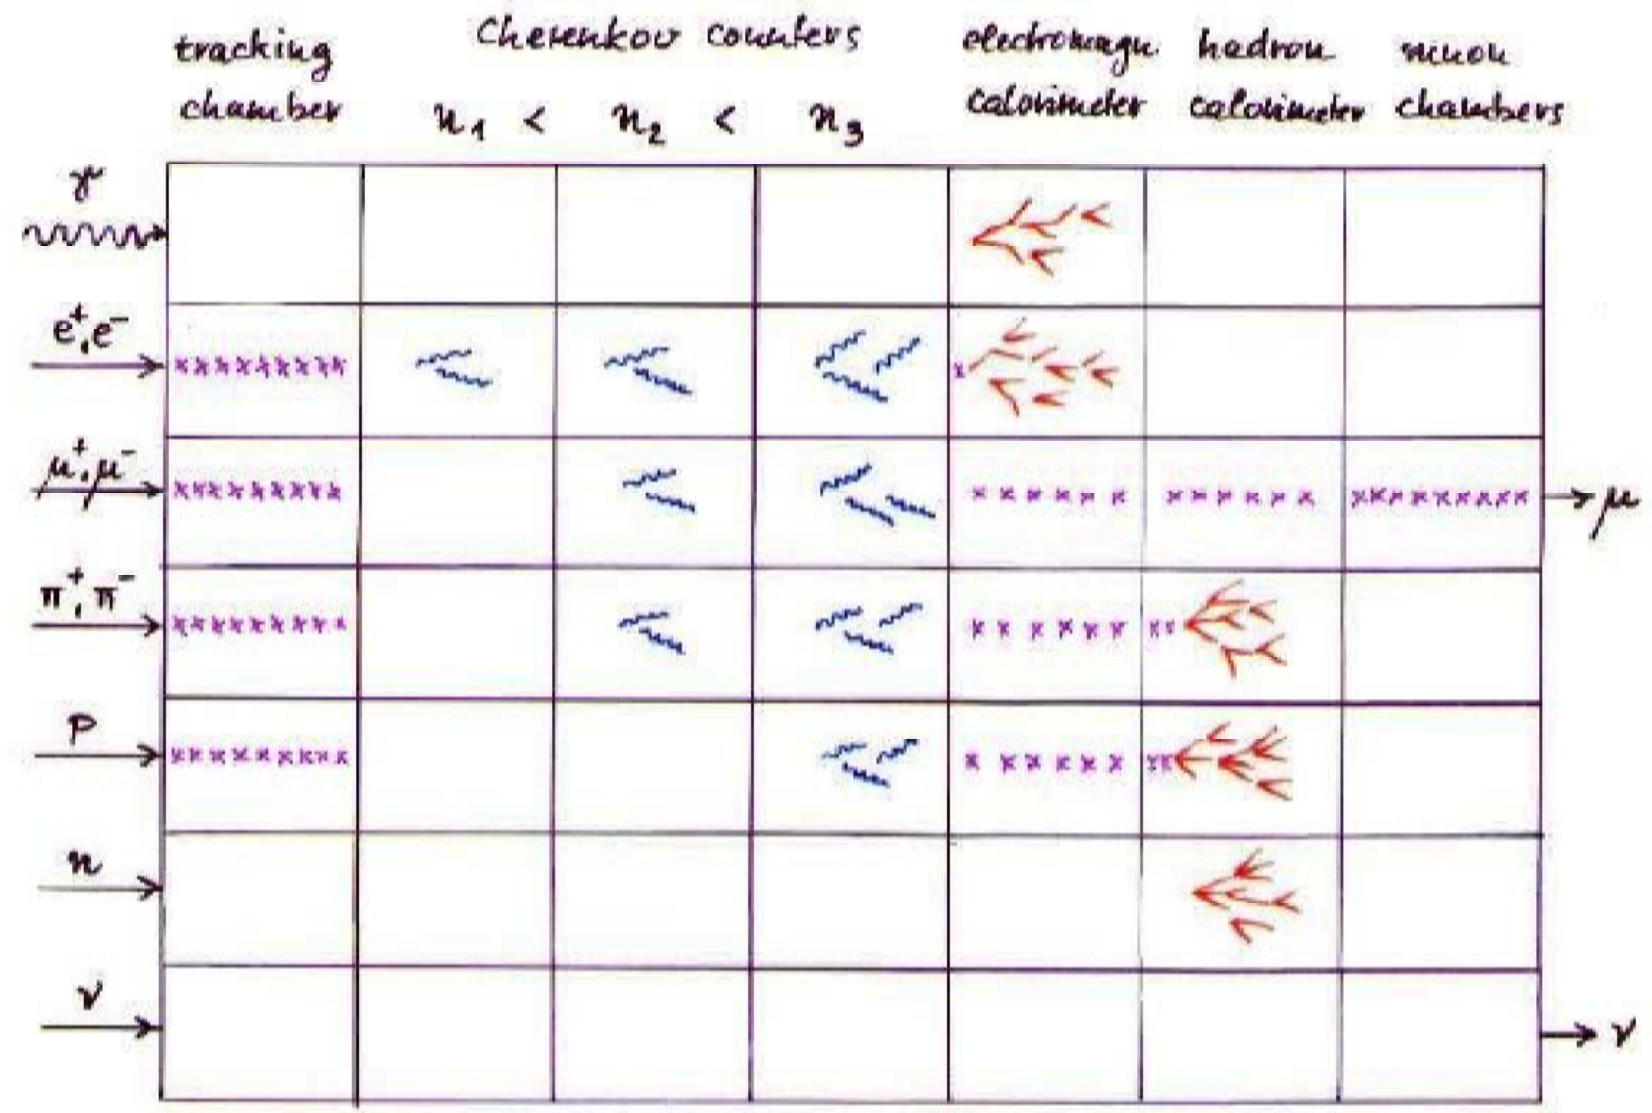 tracking chamber
Cherenkov counters
n₁ < n₂ < n₃
electromagn. calorimeter
hadron calorimeter
muon chambers
γ
e⁺, e⁻
μ⁺, μ⁻
μ
π⁺, π⁻
p
n
ν
ν